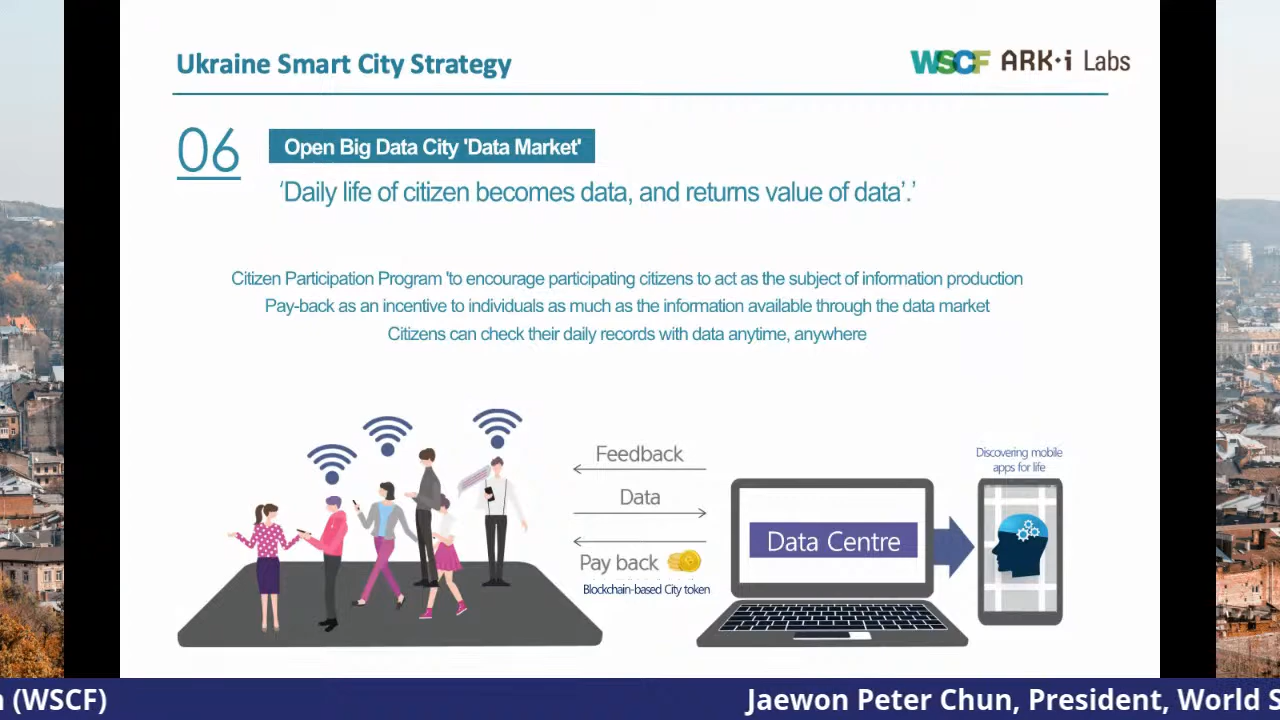 Ukraine Smart City Strategy
WSCF ARK·i Labs
06
Open Big Data City 'Data Market'
'Daily life of citizen becomes data, and returns value of data'.'
Citizen Participation Program 'to encourage participating citizens to act as the subject of information production
Pay-back as an incentive to individuals as much as the information available through the data market
Citizens can check their daily records with data anytime, anywhere
Feedback
Data
Pay back
Blockchain-based City token
Data Centre
Discovering mobile
apps for life
(WSCF)
Jaewon Peter Chun, President, World S